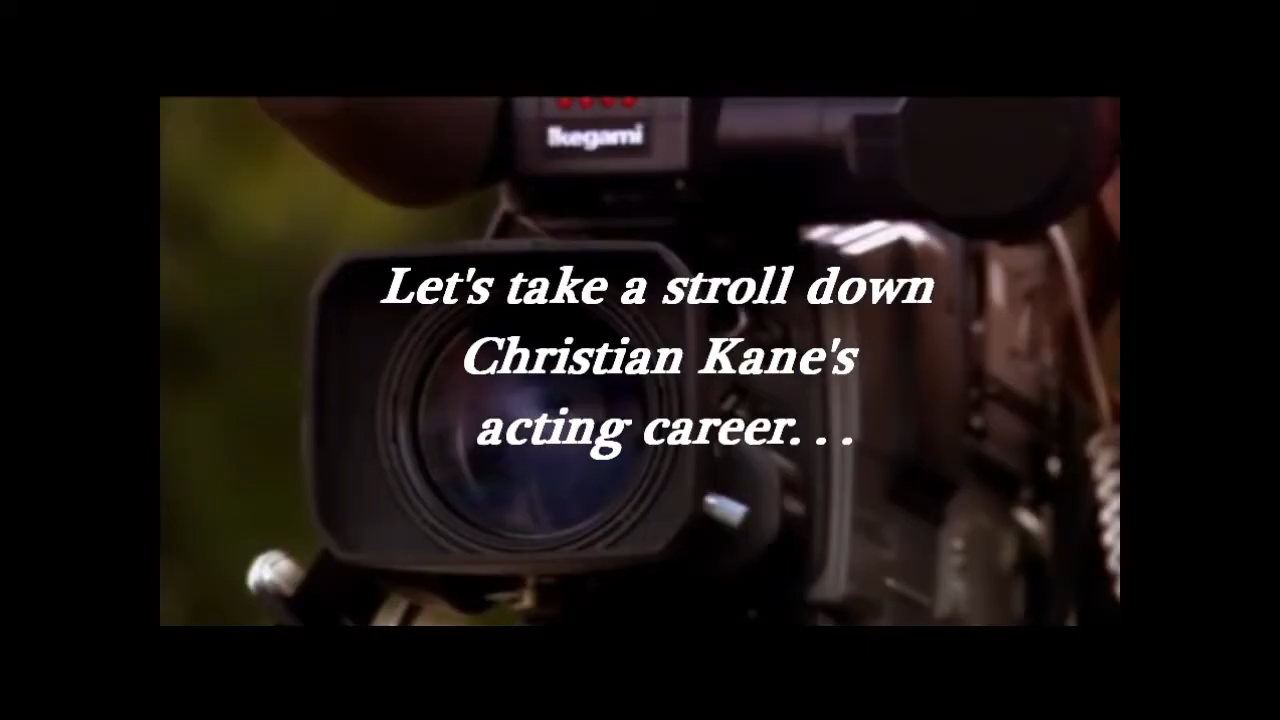 Ikegami
Let's take a stroll down
Christian Kane's
acting career. . .